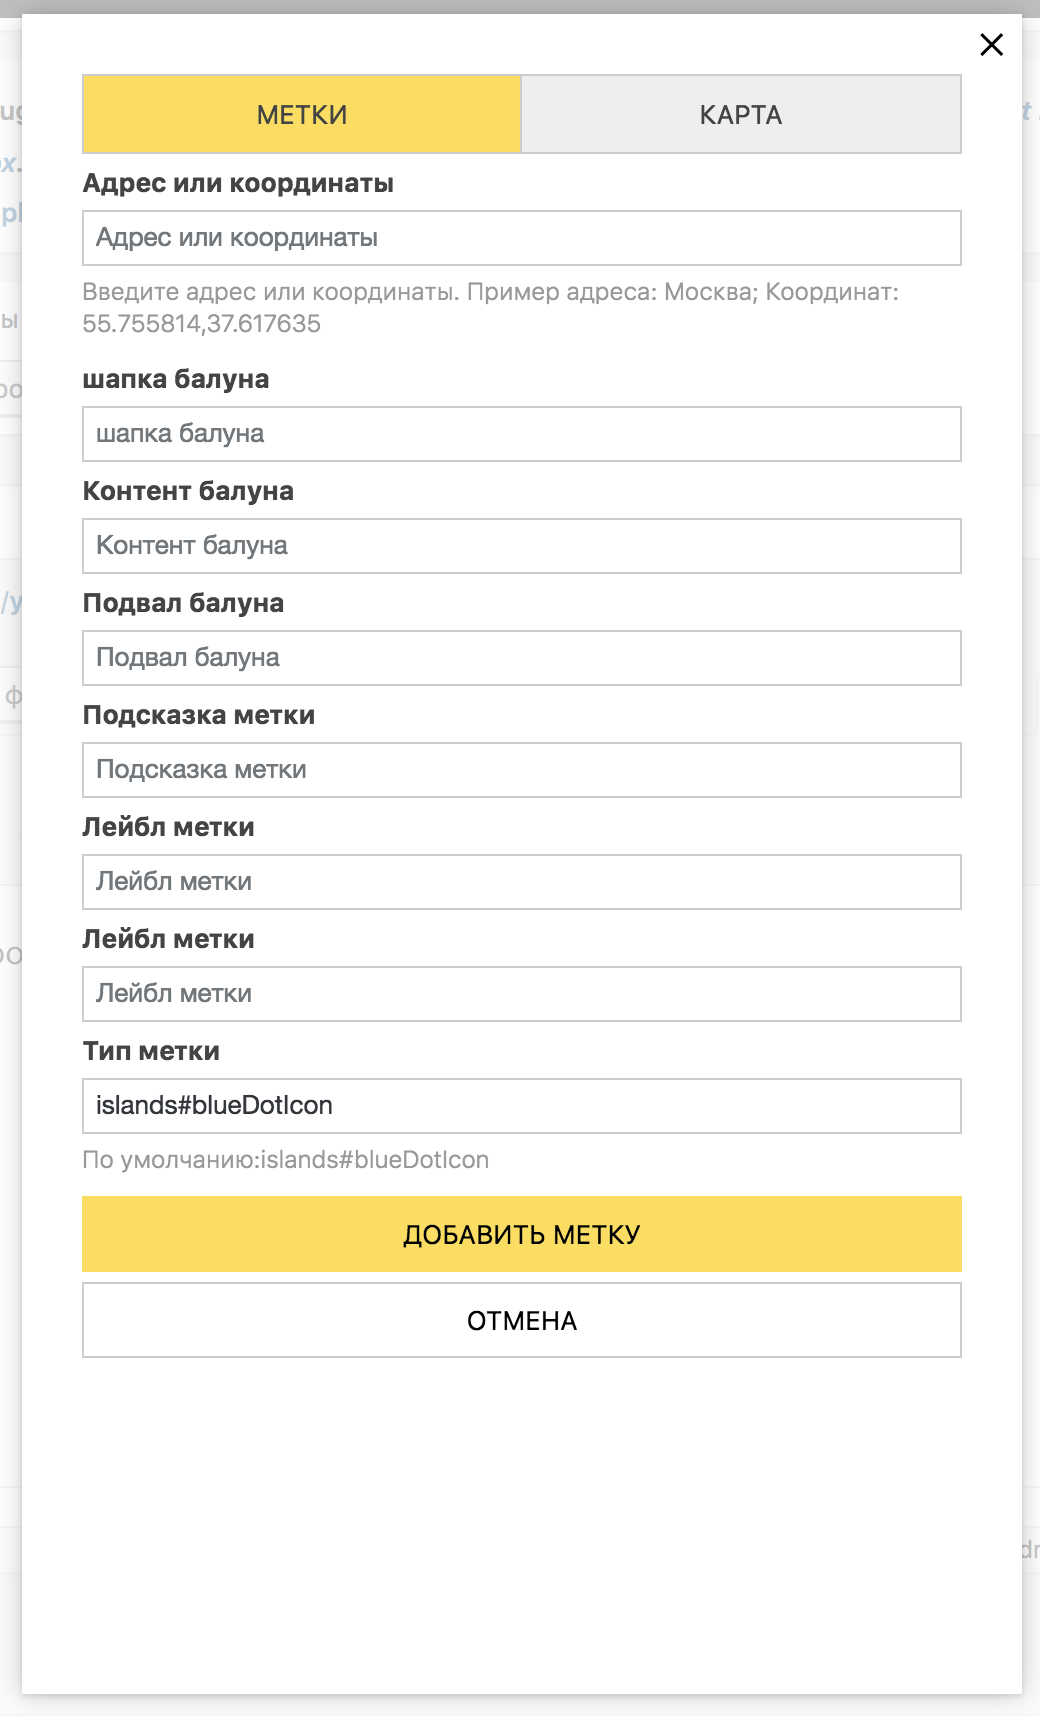 МЕТКИ
КАРТА
Адрес или координаты
Адрес или координаты
Введите адрес или координаты. Пример адреса: Москва; Координат:
55.755814,37.617635
шапка балуна
шапка балуна
Контент балуна
Контент балуна
Подвал балуна
Подвал балуна
Подсказка метки
Подсказка метки
Лейбл метки
Лейбл метки
Лейбл метки
Лейбл метки
Тип метки
islands#blueDotIcon
По умолчанию:islands#blueDotIcon
ДОБАВИТЬ МЕТКУ
ОТМЕНА